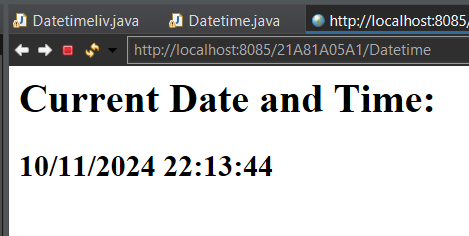 Datetimeliv.java
Datetime.java
http://localhost:8085/
http://localhost:8085/21A81A05A1/Datetime
Current Date and Time:
10/11/2024 22:13:44